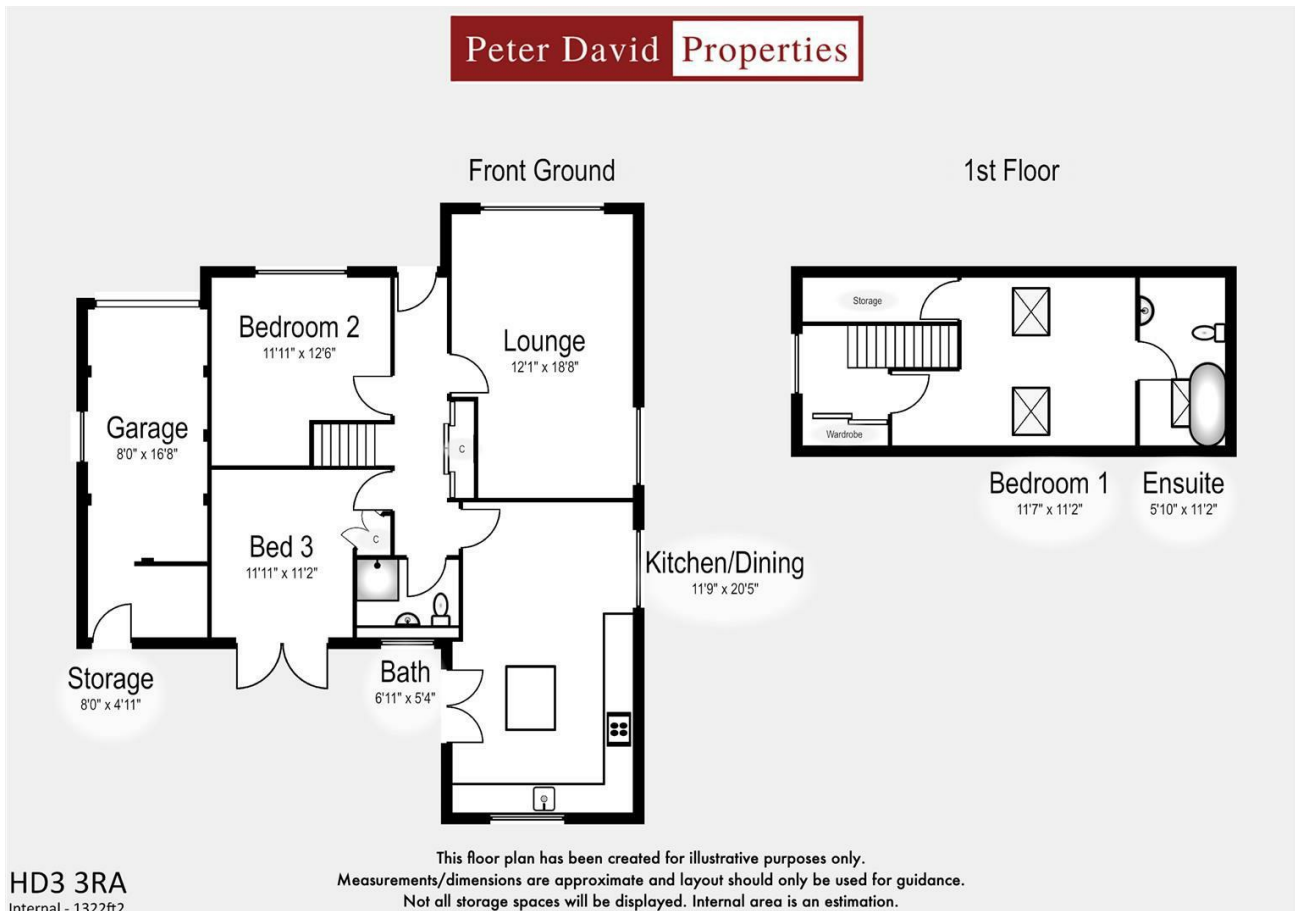 Peter David Properties
Front Ground
1st Floor
Bedroom 2
11'11" x 12'6"
Lounge
12'1" x 18'8"
Garage
8'0" x 16'8"
C
Bed 3
11'11" x 11'2"
C
Kitchen/Dining
11'9" x 20'5"
Storage
8'0" x 4'11"
Bath
6'11" x 5'4"
Storage
Wardrobe
Bedroom 1
11'7" x 11'2"
Ensuite
5'10" x 11'2"
This floor plan has been created for illustrative purposes only.
Measurements/dimensions are approximate and layout should only be used for guidance.
Not all storage spaces will be displayed. Internal area is an estimation.
HD3 3RA
Internal - 1322ft2